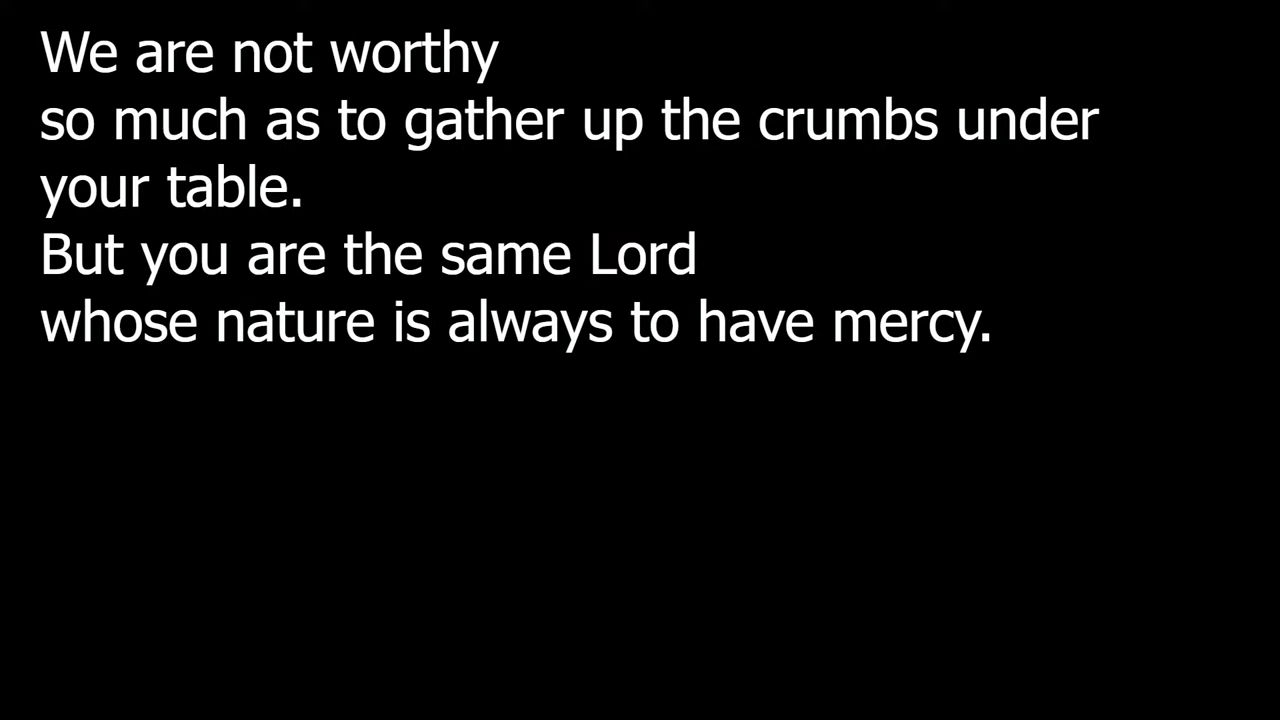 We are not worthy
so much as to gather up the crumbs under
your table.
But you are the same Lord
whose nature is always to have mercy.